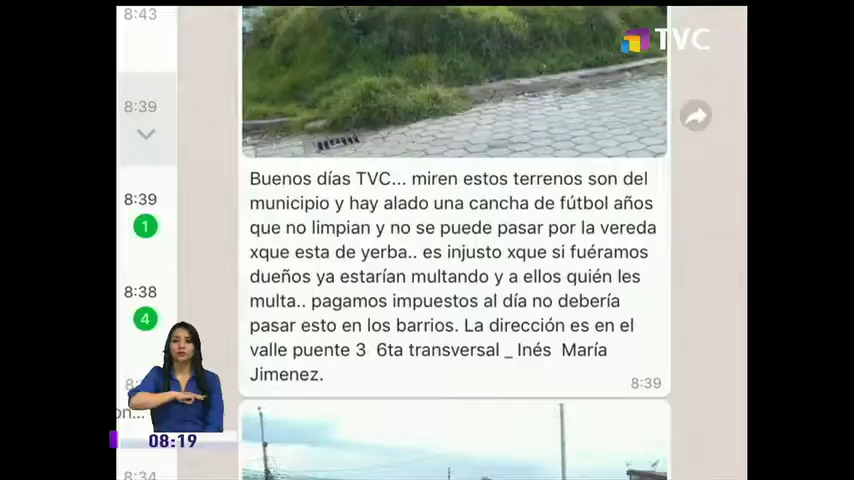 8:43
TVC
8:39
Buenos días TVC... miren estos terrenos son del
municipio y hay alado una cancha de fútbol años
que no limpian y no se puede pasar por la vereda
xque esta de yerba.. es injusto xque si fuéramos
dueños ya estarían multando y a ellos quién les
multa.. pagamos impuestos al día no debería
pasar esto en los barrios. La dirección es en el
valle puente 3 6ta transversal _ Inés María
Jimenez.
8:39
8:39
1
8:38
4
on...
08:19
8:34